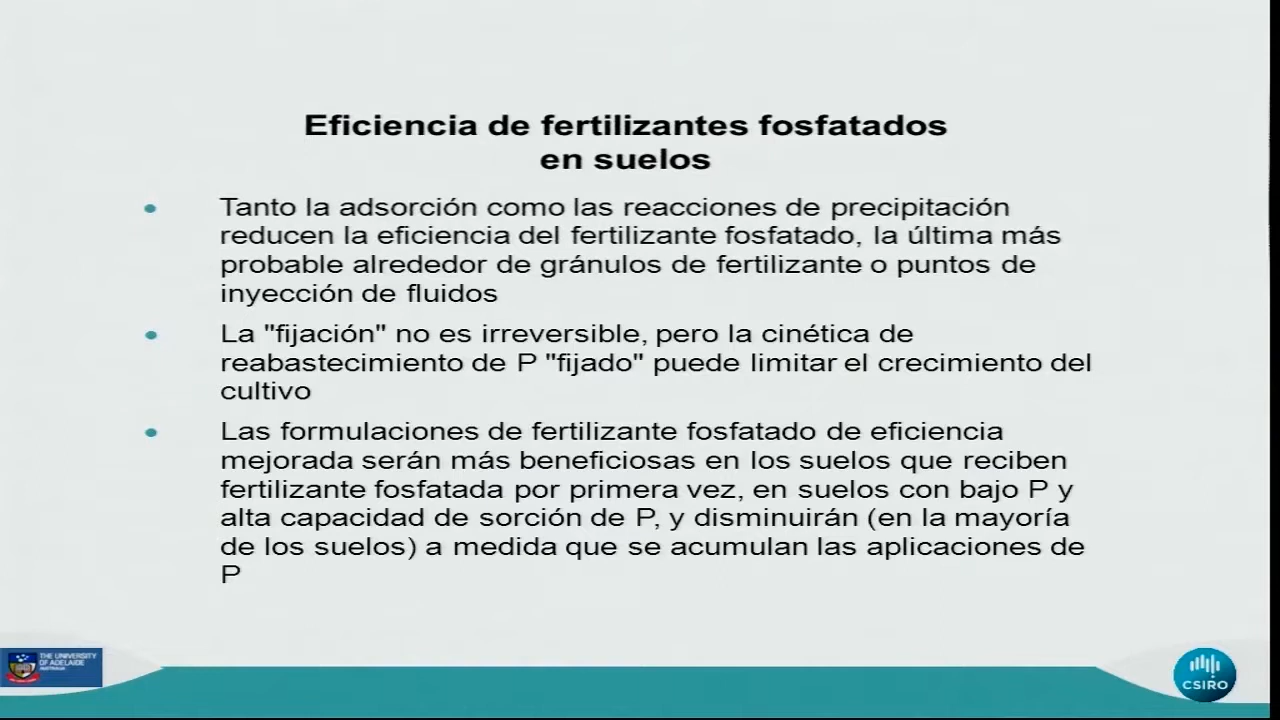 Eficiencia de fertilizantes fosfatados
en suelos
• Tanto la adsorción como las reacciones de precipitación
reducen la eficiencia del fertilizante fosfatado, la última más
probable alrededor de gránulos de fertilizante o puntos de
inyección de fluidos
• La "fijación" no es irreversible, pero la cinética de
reabastecimiento de P "fijado" puede limitar el crecimiento del
cultivo
• Las formulaciones de fertilizante fosfatado de eficiencia
mejorada serán más beneficiosas en los suelos que reciben
fertilizante fosfatada por primera vez, en suelos con bajo P y
alta capacidad de sorción de P, y disminuirán (en la mayoría
de los suelos) a medida que se acumulan las aplicaciones de
P
THE UNIVERSITY
OF ADELAIDE
AUSTRALIA
CSIRO